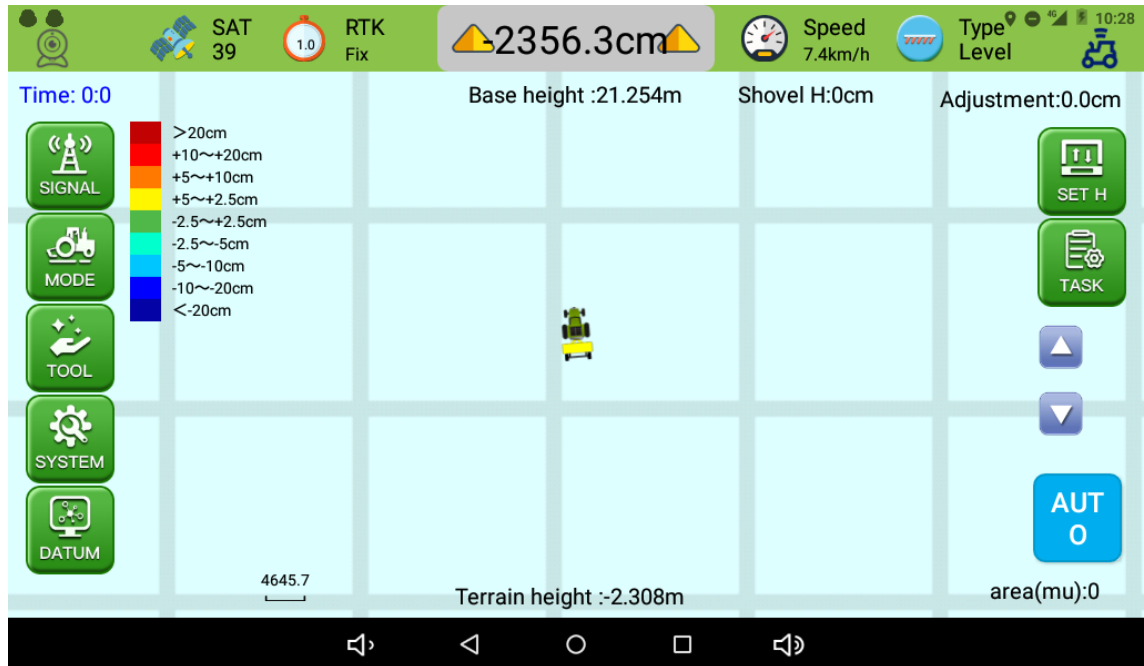 SAT
39
1.0
RTK
Fix
-2356.3cm
Speed
7.4km/h
Type
Level
4G
10:28
Time: 0:0
Base height :21.254m
Shovel H:0cm
Adjustment:0.0cm
SIGNAL
MODE
TOOL
SYSTEM
DATUM
＞20cm
+10～+20cm
+5～+10cm
+5～+2.5cm
-2.5～+2.5cm
-2.5～-5cm
-5～-10cm
-10～-20cm
＜-20cm
SET H
TASK
AUT
O
4645.7
Terrain height :-2.308m
area(mu):0